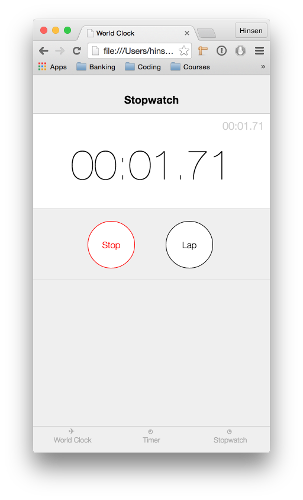 World Clock
Hinsen
file:///Users/hins...
Apps Banking Coding Courses »
Stopwatch
00:01.71
00:01.71
Stop Lap
World Clock Timer Stopwatch